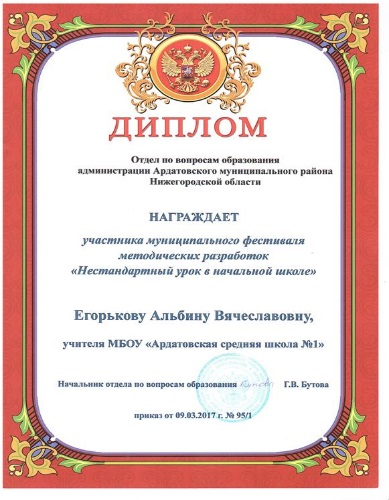 ДИПЛОМ
Отдел по вопросам образования
администрации Ардатовского муниципального района
Нижегородской области
НАГРАЖДАЕТ
участника муниципального фестиваля
методических разработок
«Нестандартный урок в начальной школе»
Егорькову Альбину Вячеславовну,
учителя МБОУ «Ардатовская средняя школа №1»
Начальник отдела по вопросам образования Г.В. Бутова
приказ от 09.03.2017 г. № 95/1